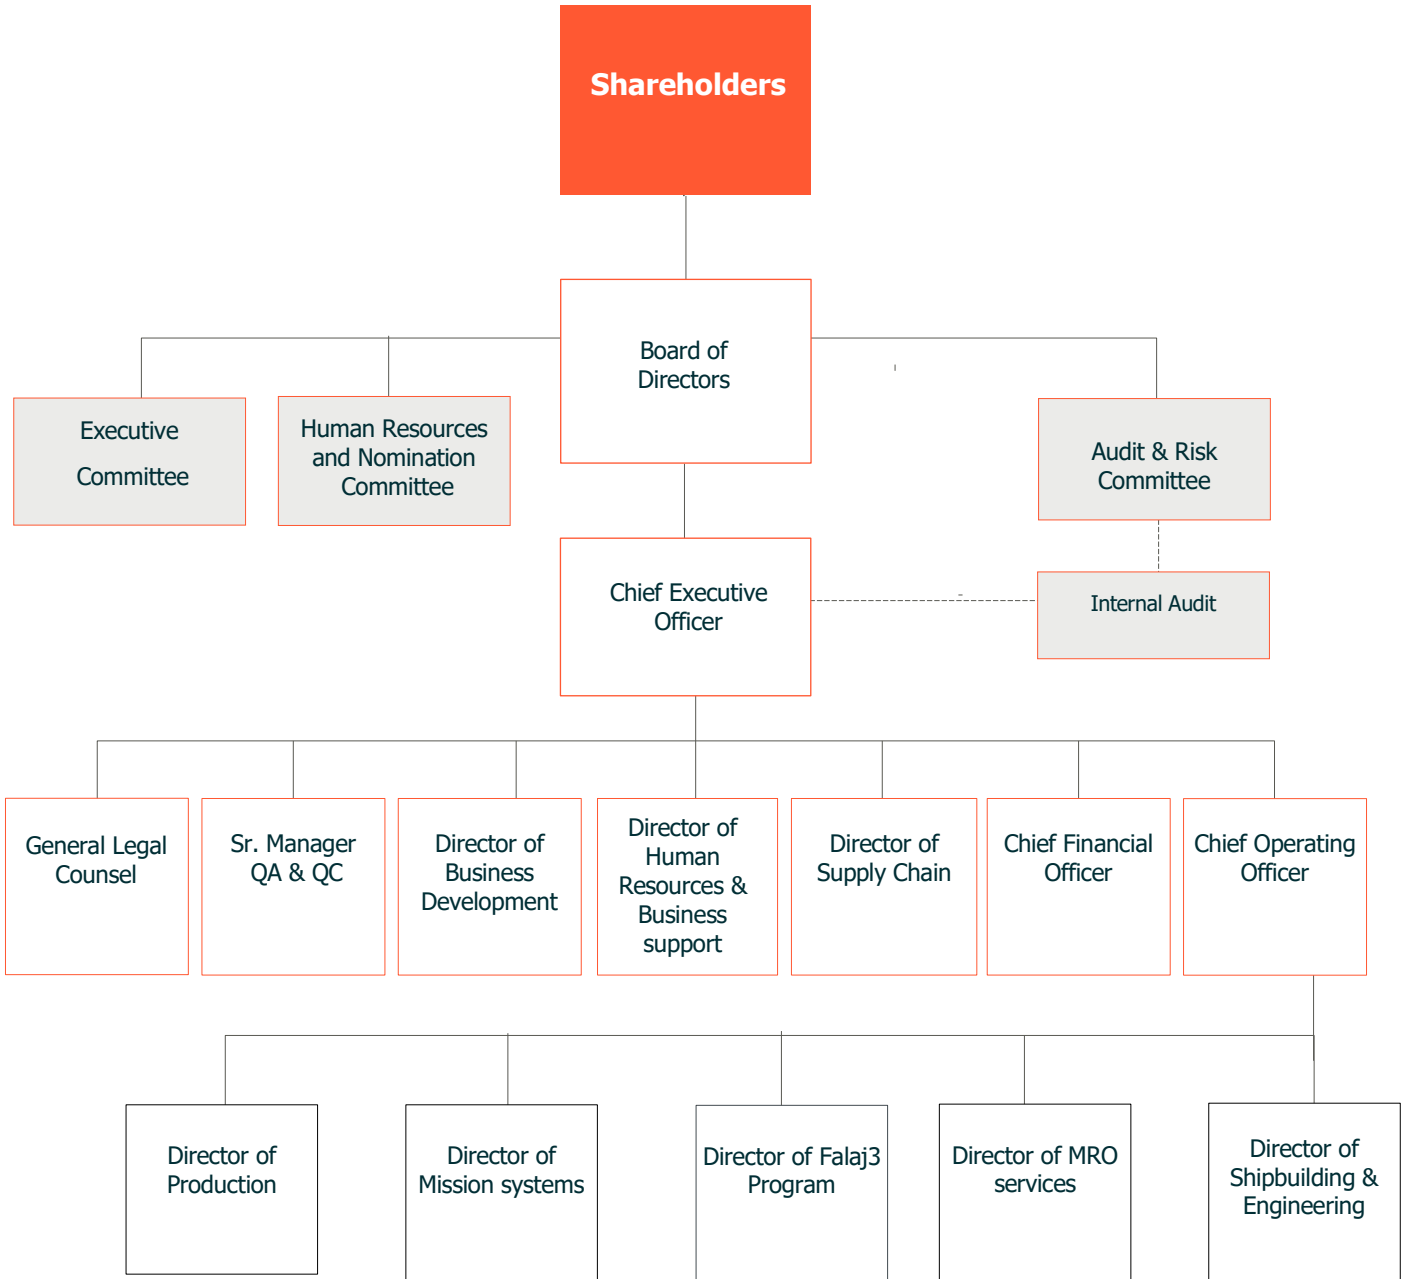 Shareholders
Board of
Directors
Executive
Committee
Human Resources
and Nomination
Committee
Audit & Risk
Committee
Chief Executive
Officer
Internal Audit
General Legal
Counsel
Sr. Manager
QA & QC
Director of
Business
Development
Director of
Human
Resources &
Business
support
Director of
Supply Chain
Chief Financial
Officer
Chief Operating
Officer
Director of
Production
Director of
Mission systems
Director of Falaj3
Program
Director of MRO
services
Director of
Shipbuilding &
Engineering